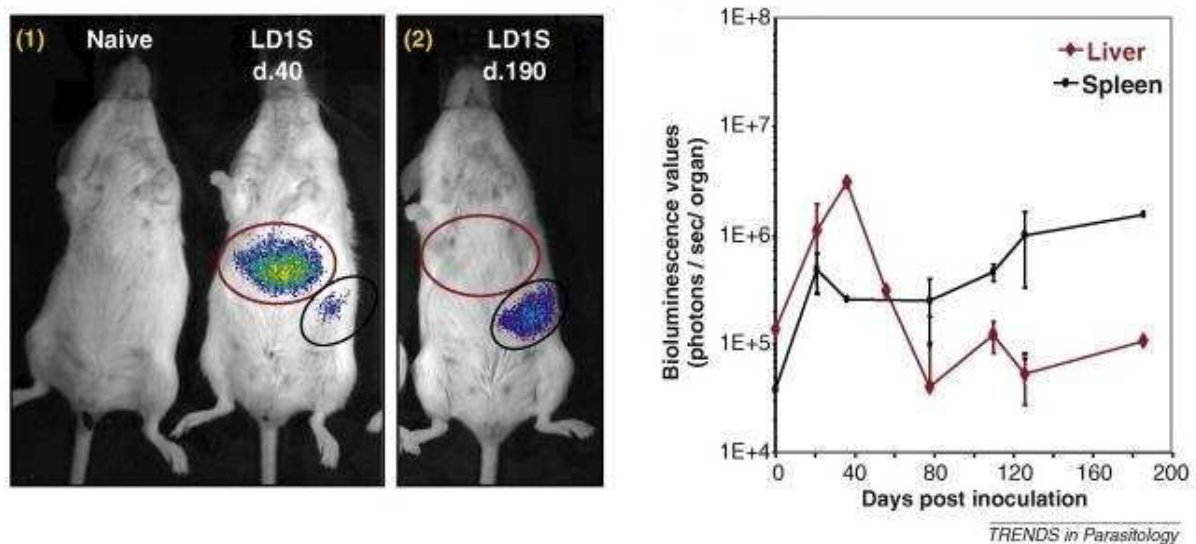 (1) Naive LD1S
d.40
(2) LD1S
d.190
1E+8
1E+7
1E+6
1E+5
1E+4
Bioluminescence values
(photons / sec/ organ)
Liver
Spleen
0 40 80 120 160 200
Days post inoculation
TRENDS in Parasitology